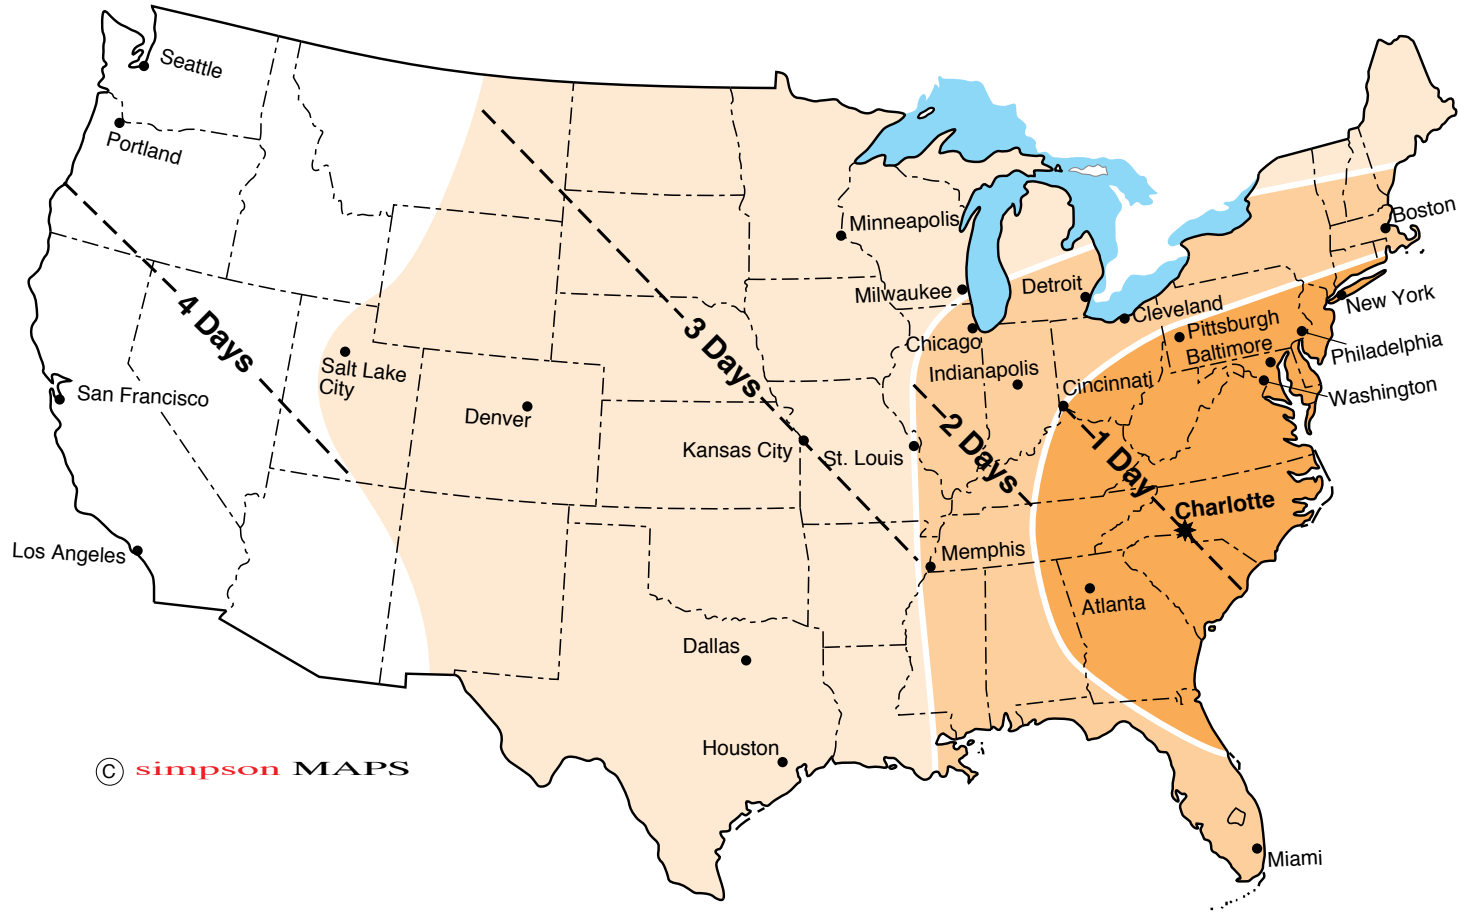 Seattle
Portland
Minneapolis
Boston
Milwaukee
Detroit
Cleveland
New York
4 Days
3 Days
Chicago
Pittsburgh
Baltimore
Philadelphia
Salt Lake
City
Indianapolis
Cincinnati
Washington
San Francisco
Denver
Kansas City
St. Louis
2 Days
1 Day
Charlotte
Los Angeles
Memphis
Atlanta
Dallas
Houston
© simpson MAPS
Miami